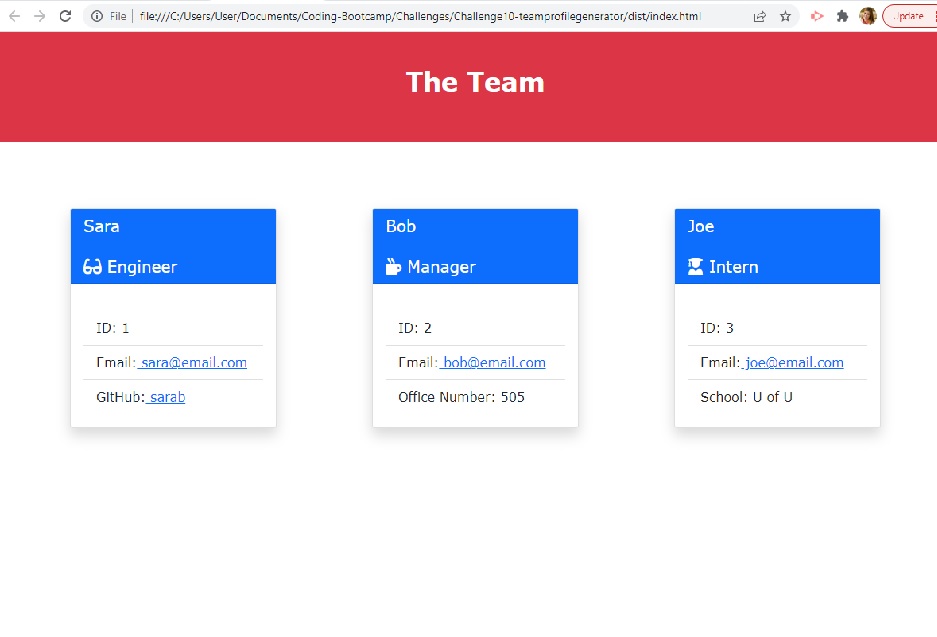 File file:///C:/Users/User/Documents/Coding-Bootcamp/Challenges/Challenge10-teamprofilegenerator/dist/index.html Update
The Team
Sara
Engineer
ID: 1
Email: sara@email.com
GitHub: sarab
Bob
Manager
ID: 2
Email: bob@email.com
Office Number: 505
Joe
Intern
ID: 3
Email: joe@email.com
School: U of U